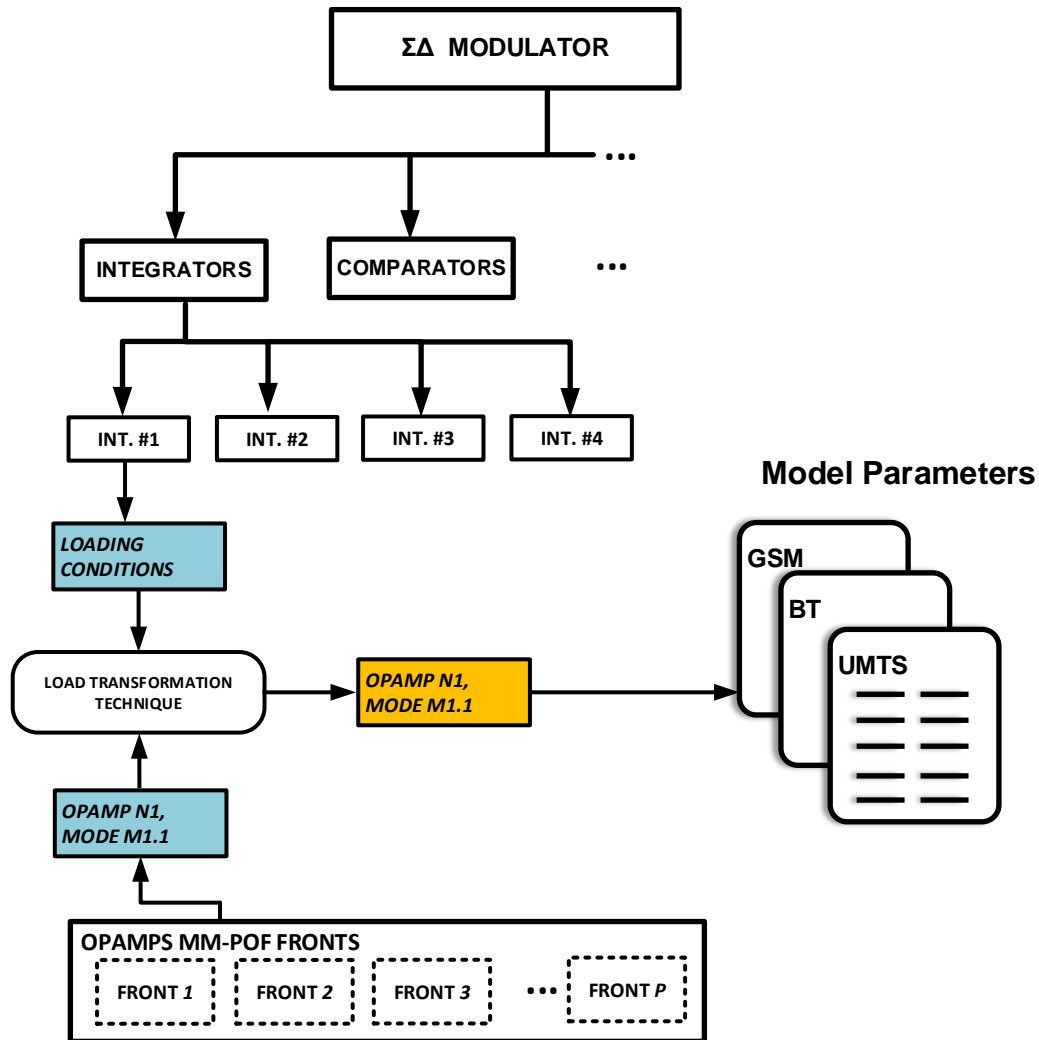 ΣΔ MODULATOR
...
INTEGRATORS
COMPARATORS
...
INT. #1
INT. #2
INT. #3
INT. #4
Model Parameters
LOADING
CONDITIONS
GSM
BT
UMTS
LOAD TRANSFORMATION
TECHNIQUE
OPAMP N1,
MODE M1.1
OPAMP N1,
MODE M1.1
OPAMPS MM-POF FRONTS
FRONT 1
FRONT 2
FRONT 3
...
FRONT P